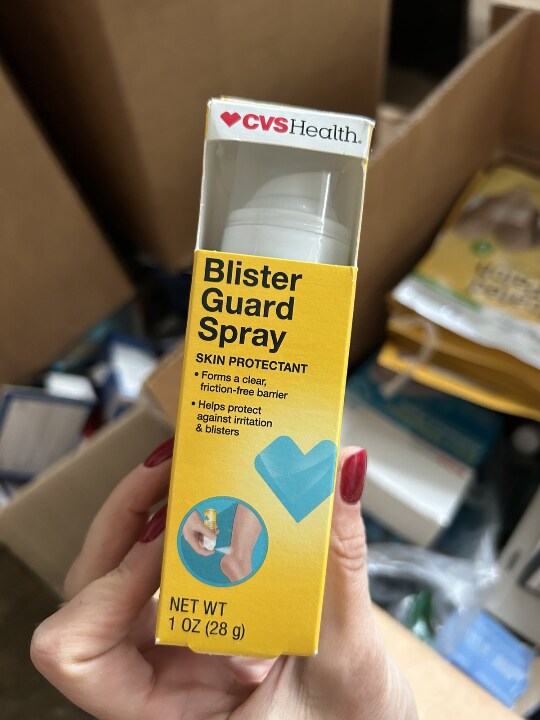 CVSHealth.
Blister
Guard
Spray
SKIN PROTECTANT
• Forms a clear,
friction-free barrier
• Helps protect
against irritation
& blisters
NET WT
1 OZ (28 g)